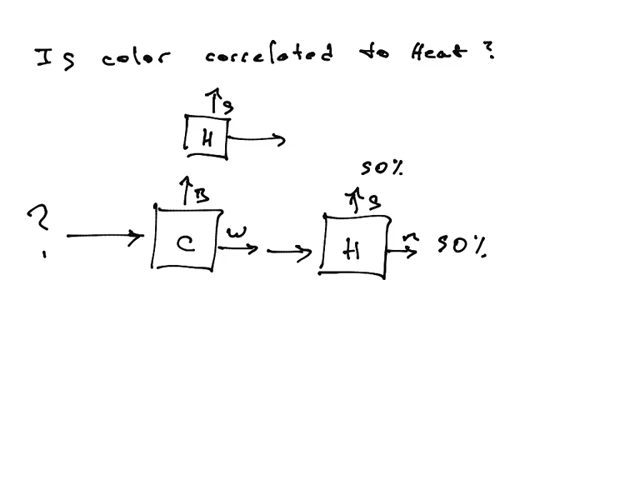 Is color correlated to Heat?
S
H
50%
? B S
C W H n 50%